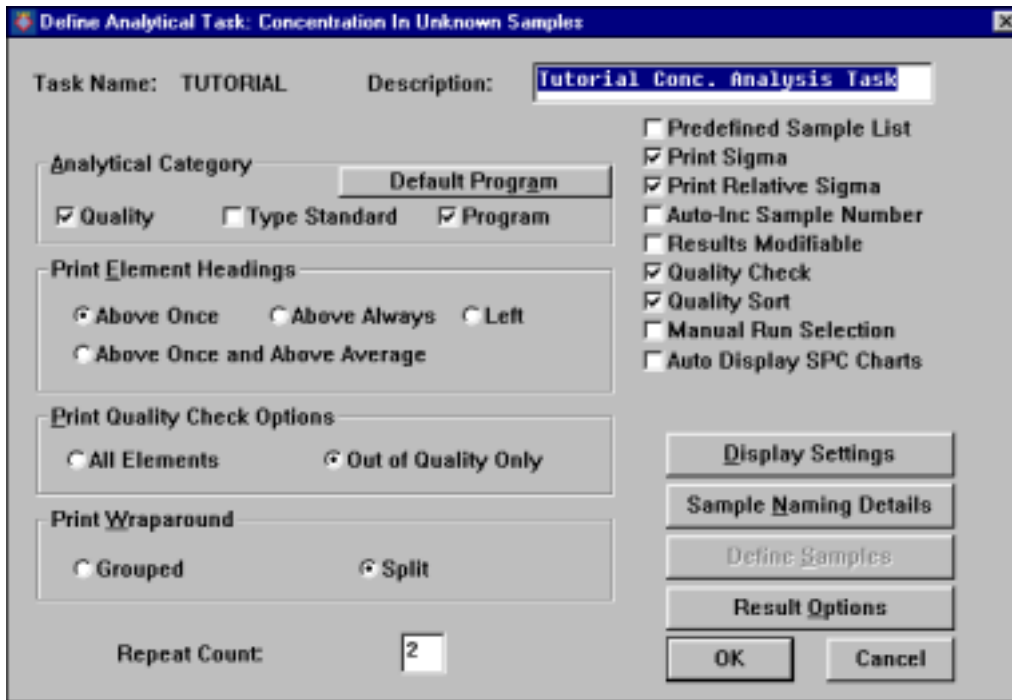 Define Analytical Task: Concentration In Unknown Samples
Task Name: TUTORIAL Description: Tutorial Conc. Analysis Task
Predefined Sample List
Print Sigma
Print Relative Sigma
Auto-Inc Sample Number
Results Modifiable
Quality Check
Quality Sort
Manual Run Selection
Auto Display SPC Charts
Analytical Category
Default Program
Quality Type Standard Program
Print Element Headings
Above Once Above Always Left
Above Once and Above Average
Print Quality Check Options
All Elements Out of Quality Only
Print Wraparound
Grouped Split
Repeat Count: 2
Display Settings
Sample Naming Details
Define Samples
Result Options
OK Cancel